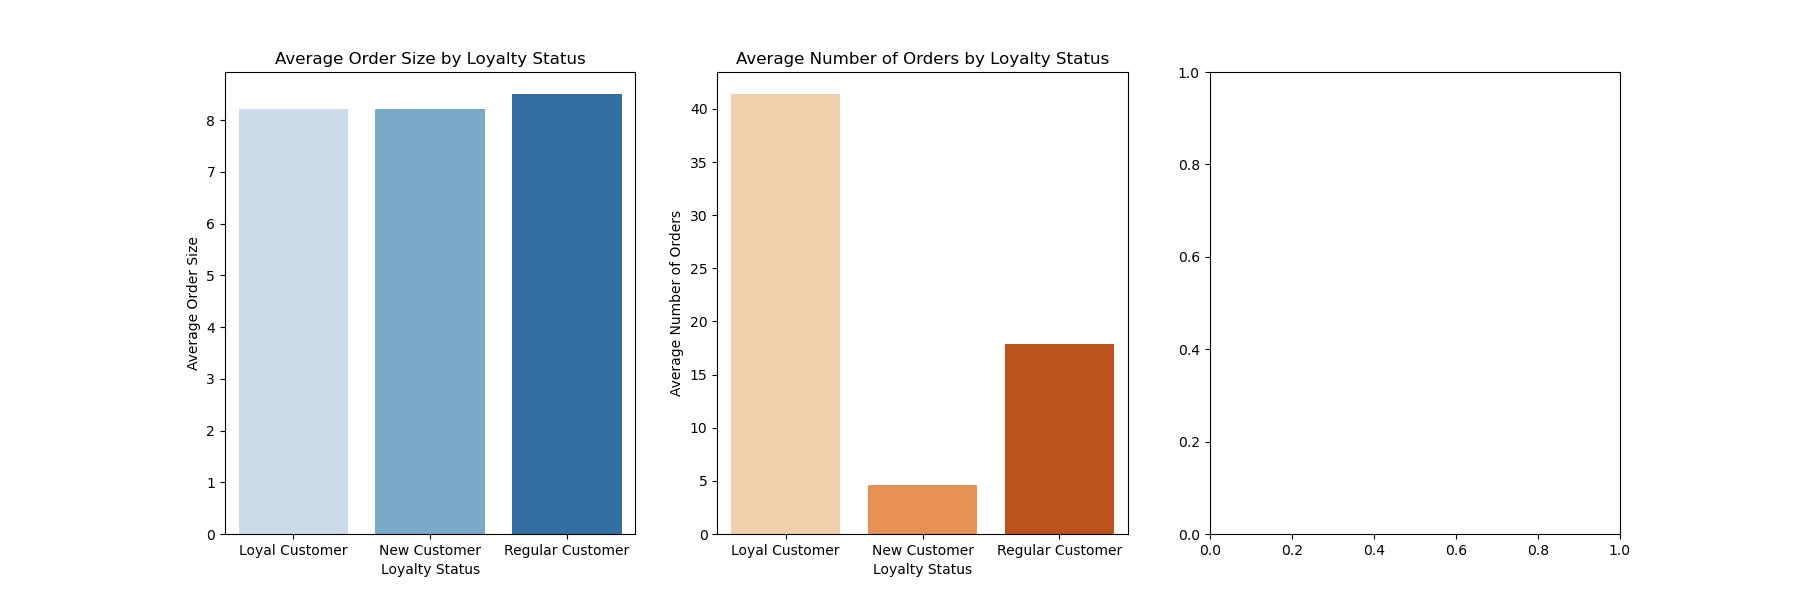 Average Order Size by Loyalty Status
Average Order Size
8
7
6
5
4
3
2
1
0
Loyal Customer New Customer Regular Customer
Loyalty Status
Average Number of Orders by Loyalty Status
Average Number of Orders
40
35
30
25
20
15
10
5
0
Loyal Customer New Customer Regular Customer
Loyalty Status
1.0
0.8
0.6
0.4
0.2
0.0
0.0 0.2 0.4 0.6 0.8 1.0